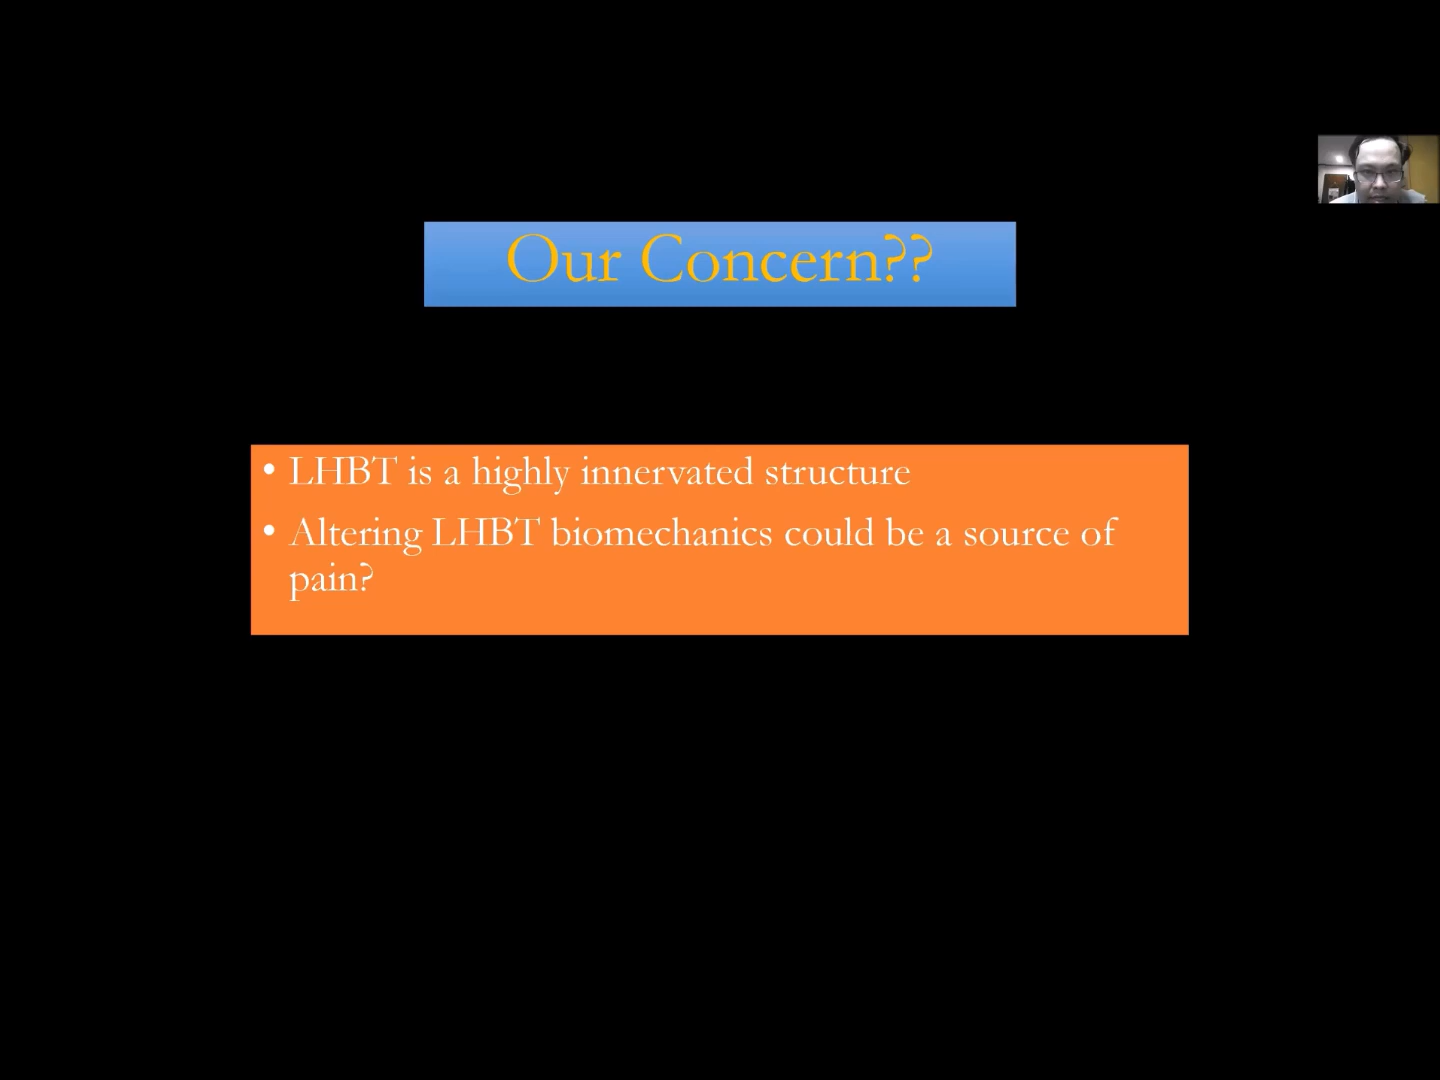 Our Concern??
• LHBT is a highly innervated structure
• Altering LHBT biomechanics could be a source of
pain?